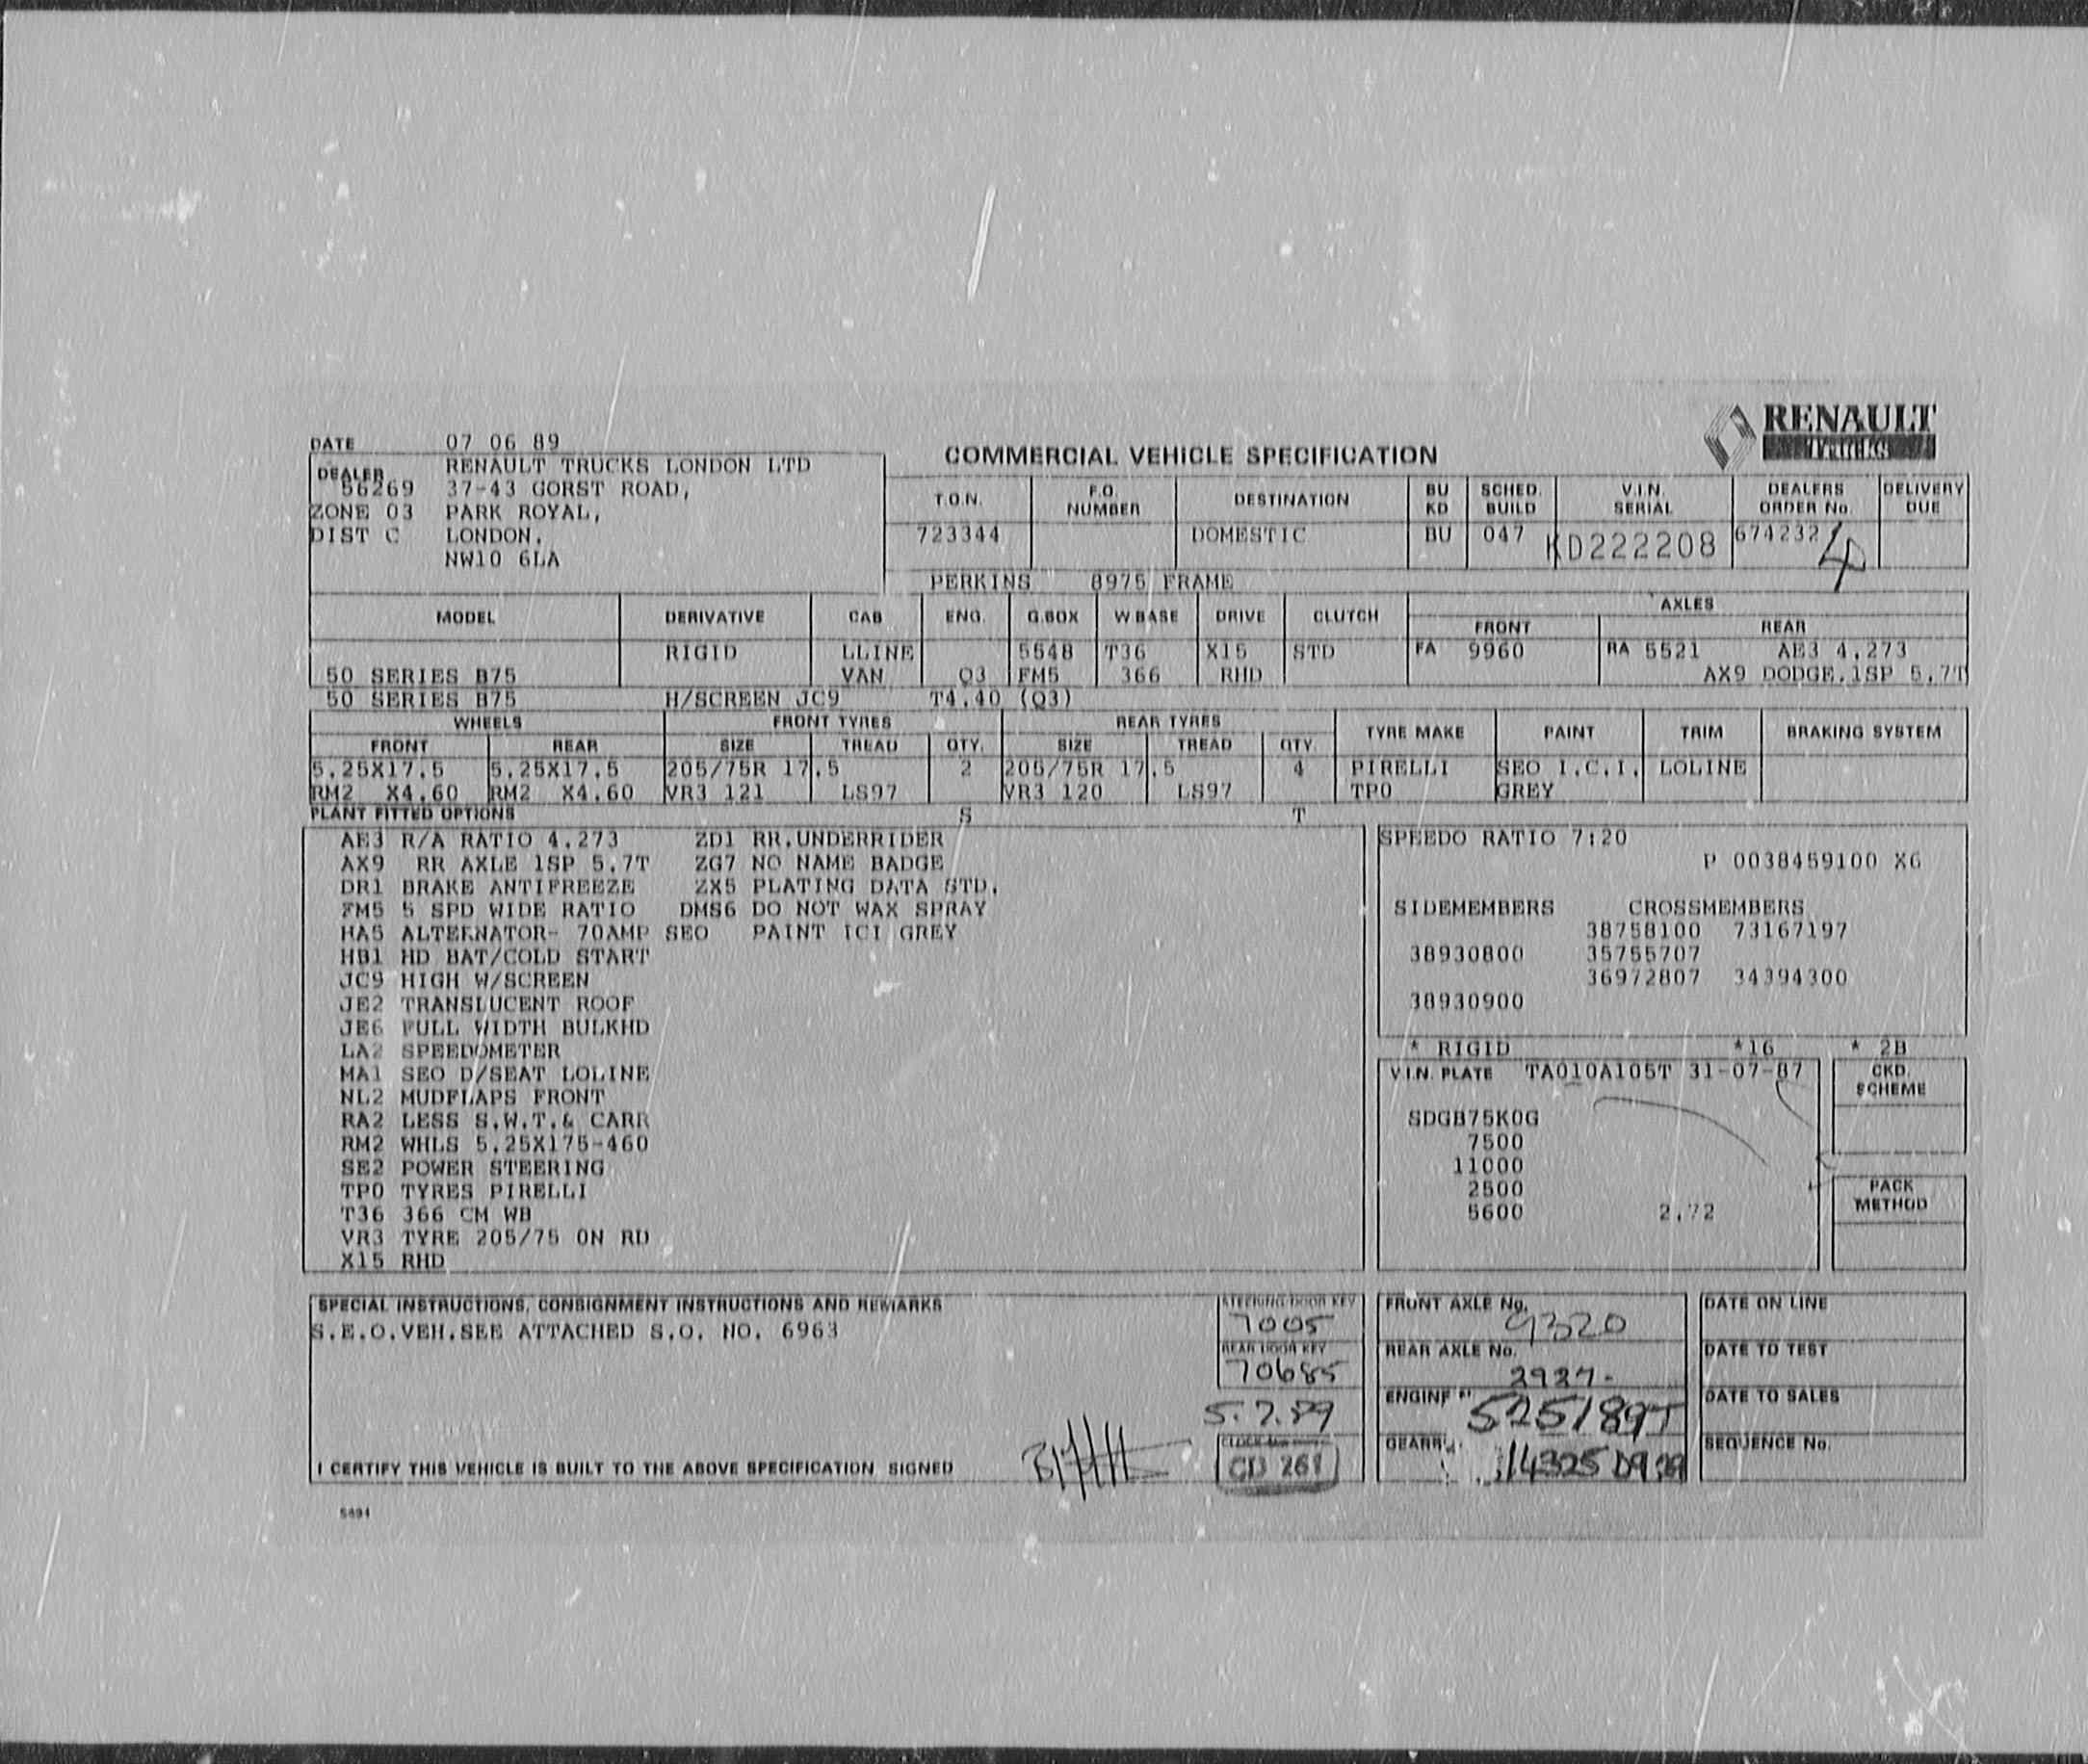 RENAULT
TRUCKS
DATE 07 06 89
COMMERCIAL VEHICLE SPECIFICATION
DEALER RENAULT TRUCKS LONDON LTD
56269 37-43 GORST ROAD,
ZONE 03 PARK ROYAL,
DIST C LONDON,
NW10 6LA
T.O.N. F.O. NUMBER DESTINATION BU KD SCHED. BUILD V.I.N. SERIAL DEALERS ORDER No. DELIVERY DUE
723344 DOMESTIC BU 047 KD222208 674232
PERKINS 8975 FRAME
MODEL DERIVATIVE CAB ENG. G.BOX W BASE DRIVE CLUTCH AXLES
FRONT REAR
RIGID LLINE 5548 T36 X15 STD FA 9960 RA 5521 AE3 4.273
50 SERIES B75 VAN Q3 FM5 366 RHD AX9 DODGE.1SP 5.7T
50 SERIES B75 H/SCREEN JC9 T4.40 (Q3)
WHEELS FRONT TYRES REAR TYRES TYRE MAKE PAINT TRIM BRAKING SYSTEM
FRONT REAR SIZE TREAD QTY. SIZE TREAD QTY.
5.25X17.5 5.25X17.5 205/75R 17.5 2 205/75R 17.5 4 PIRELLI SEO I.C.I. LOLINE
RM2 X4.60 RM2 X4.60 VR3 121 LS97 VR3 120 LS97 TP0 GREY
PLANT FITTED OPTIONS S T
AE3 R/A RATIO 4.273 ZD1 RR.UNDERRIDER
AX9 RR AXLE 1SP 5.7T ZG7 NO NAME BADGE
DR1 BRAKE ANTIFREEZE ZX5 PLATING DATA STD.
FM5 5 SPD WIDE RATIO DMS6 DO NOT WAX SPRAY
HA5 ALTERNATOR- 70AMP SEO PAINT ICI GREY
HB1 HD BAT/COLD START
JC9 HIGH W/SCREEN
JE2 TRANSLUCENT ROOF
JE6 FULL WIDTH BULKHD
LA2 SPEEDOMETER
MA1 SEO D/SEAT LOLINE
NL2 MUDFLAPS FRONT
RA2 LESS S.W.T.& CARR
RM2 WHLS 5.25X175-460
SE2 POWER STEERING
TP0 TYRES PIRELLI
T36 366 CM WB
VR3 TYRE 205/75 ON RD
X15 RHD
SPEEDO RATIO 7:20
P 0038459100 X6
SIDEMEMBERS CROSSMEMBERS
38758100 73167197
38930800 35755707
36972807 34394300
38930900
* RIGID *16 * 2B
V.I.N. PLATE TA010A105T 31-07-87
SDGB75K0G
7500
11000
2500
5600 2.72
CKD. SCHEME
PACK METHOD
SPECIAL INSTRUCTIONS, CONSIGNMENT INSTRUCTIONS AND REMARKS
S.E.O.VEH.SEE ATTACHED S.O. NO. 6963
I CERTIFY THIS VEHICLE IS BUILT TO THE ABOVE SPECIFICATION SIGNED
STEERING/DOOR KEY
7005
REAR DOOR KEY
70685
5.7.89
GD 261
FRONT AXLE No.
9320
REAR AXLE No.
2927
ENGINE
525189T
DATE ON LINE
DATE TO TEST
DATE TO SALES
SEQUENCE No.